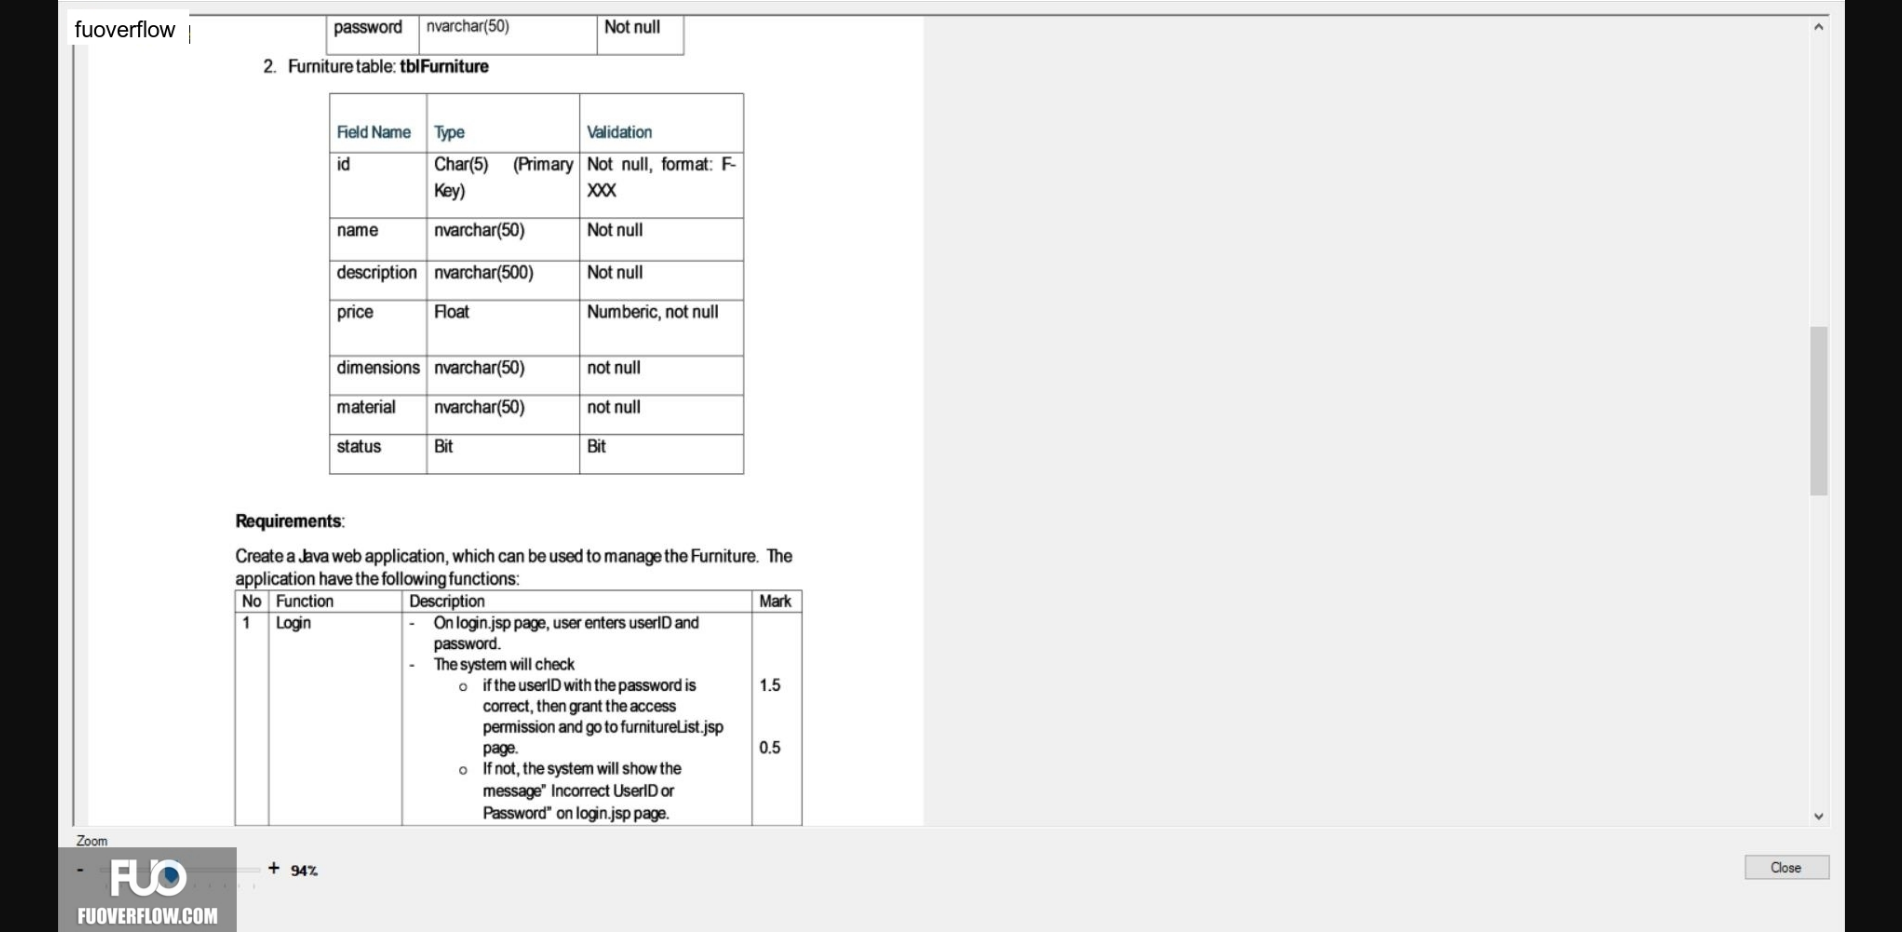 fuoverflow
password nvarchar(50) Not null
2. Furniture table: tblFurniture
Field Name Type Validation
id Char(5) (Primary Not null, format: F-
Key) XXX
name nvarchar(50) Not null
description nvarchar(500) Not null
price Float Numberic, not null
dimensions nvarchar(50) not null
material nvarchar(50) not null
status Bit Bit
Requirements:
Create a Java web application, which can be used to manage the Furniture. The
application have the following functions:
No Function Description Mark
1 Login - On login.jsp page, user enters userID and
password.
- The system will check
o if the userID with the password is 1.5
correct, then grant the access
permission and go to furnitureList.jsp
page. 0.5
o If not, the system will show the
message" Incorrect UserID or
Password" on login.jsp page.
Zoom
- + 94%
Close
FUO
FUOVERFLOW.COM